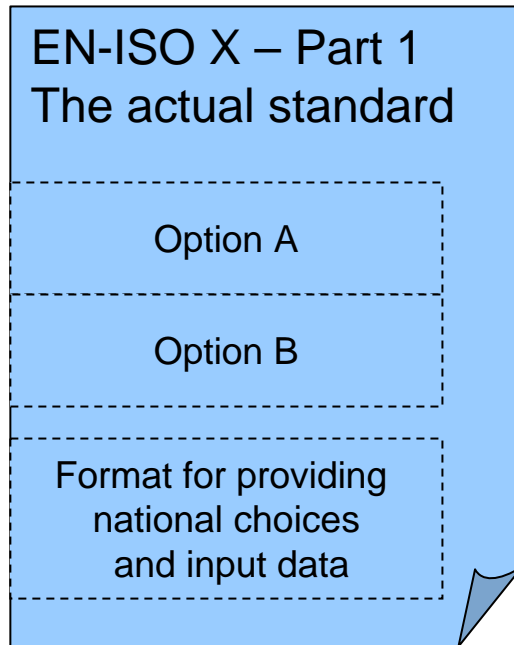 EN-ISO X – Part 1
The actual standard
Option A
Option B
Format for providing
national choices
and input data